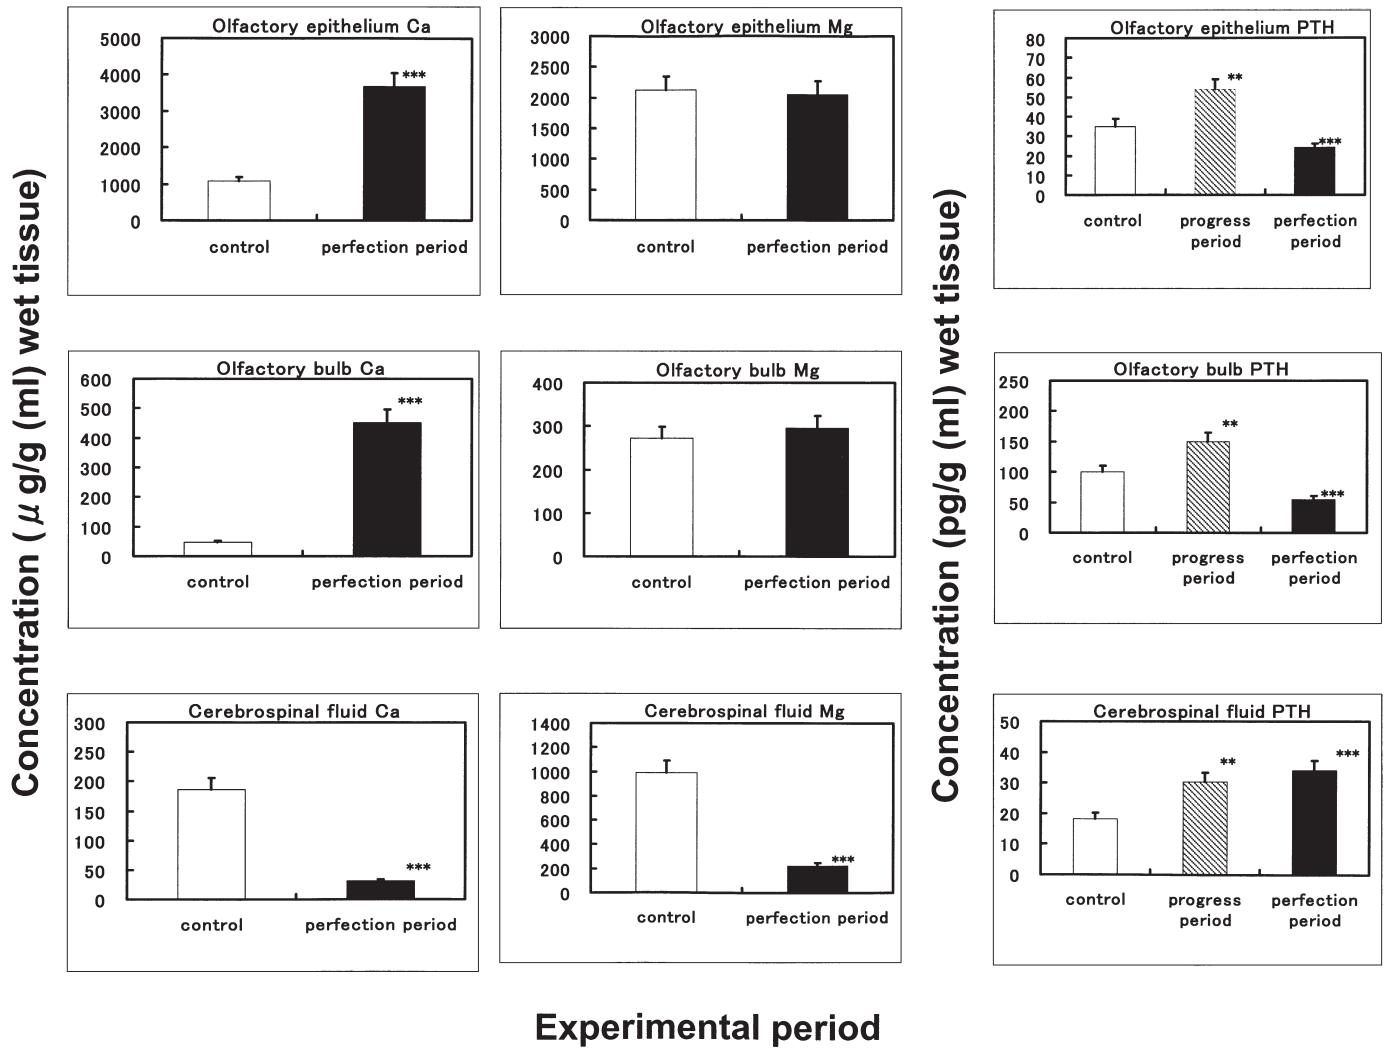 Concentration (μg/g (ml) wet tissue)
Olfactory epithelium Ca
5000
4000
3000
2000
1000
0
***
control
perfection period
Olfactory epithelium Mg
3000
2500
2000
1500
1000
500
0
control
perfection period
Concentration (pg/g (ml) wet tissue)
Olfactory epithelium PTH
80
70
60
50
40
30
20
10
0
**
***
control
progress
period
perfection
period
Olfactory bulb Ca
600
500
400
300
200
100
0
***
control
perfection period
Olfactory bulb Mg
400
300
200
100
0
control
perfection period
Olfactory bulb PTH
250
200
150
100
50
0
**
***
control
progress
period
perfection
period
Cerebrospinal fluid Ca
300
250
200
150
100
50
0
***
control
perfection period
Cerebrospinal fluid Mg
1400
1200
1000
800
600
400
200
0
***
control
perfection period
Cerebrospinal fluid PTH
50
40
30
20
10
0
**
***
control
progress
period
perfection
period
Experimental period